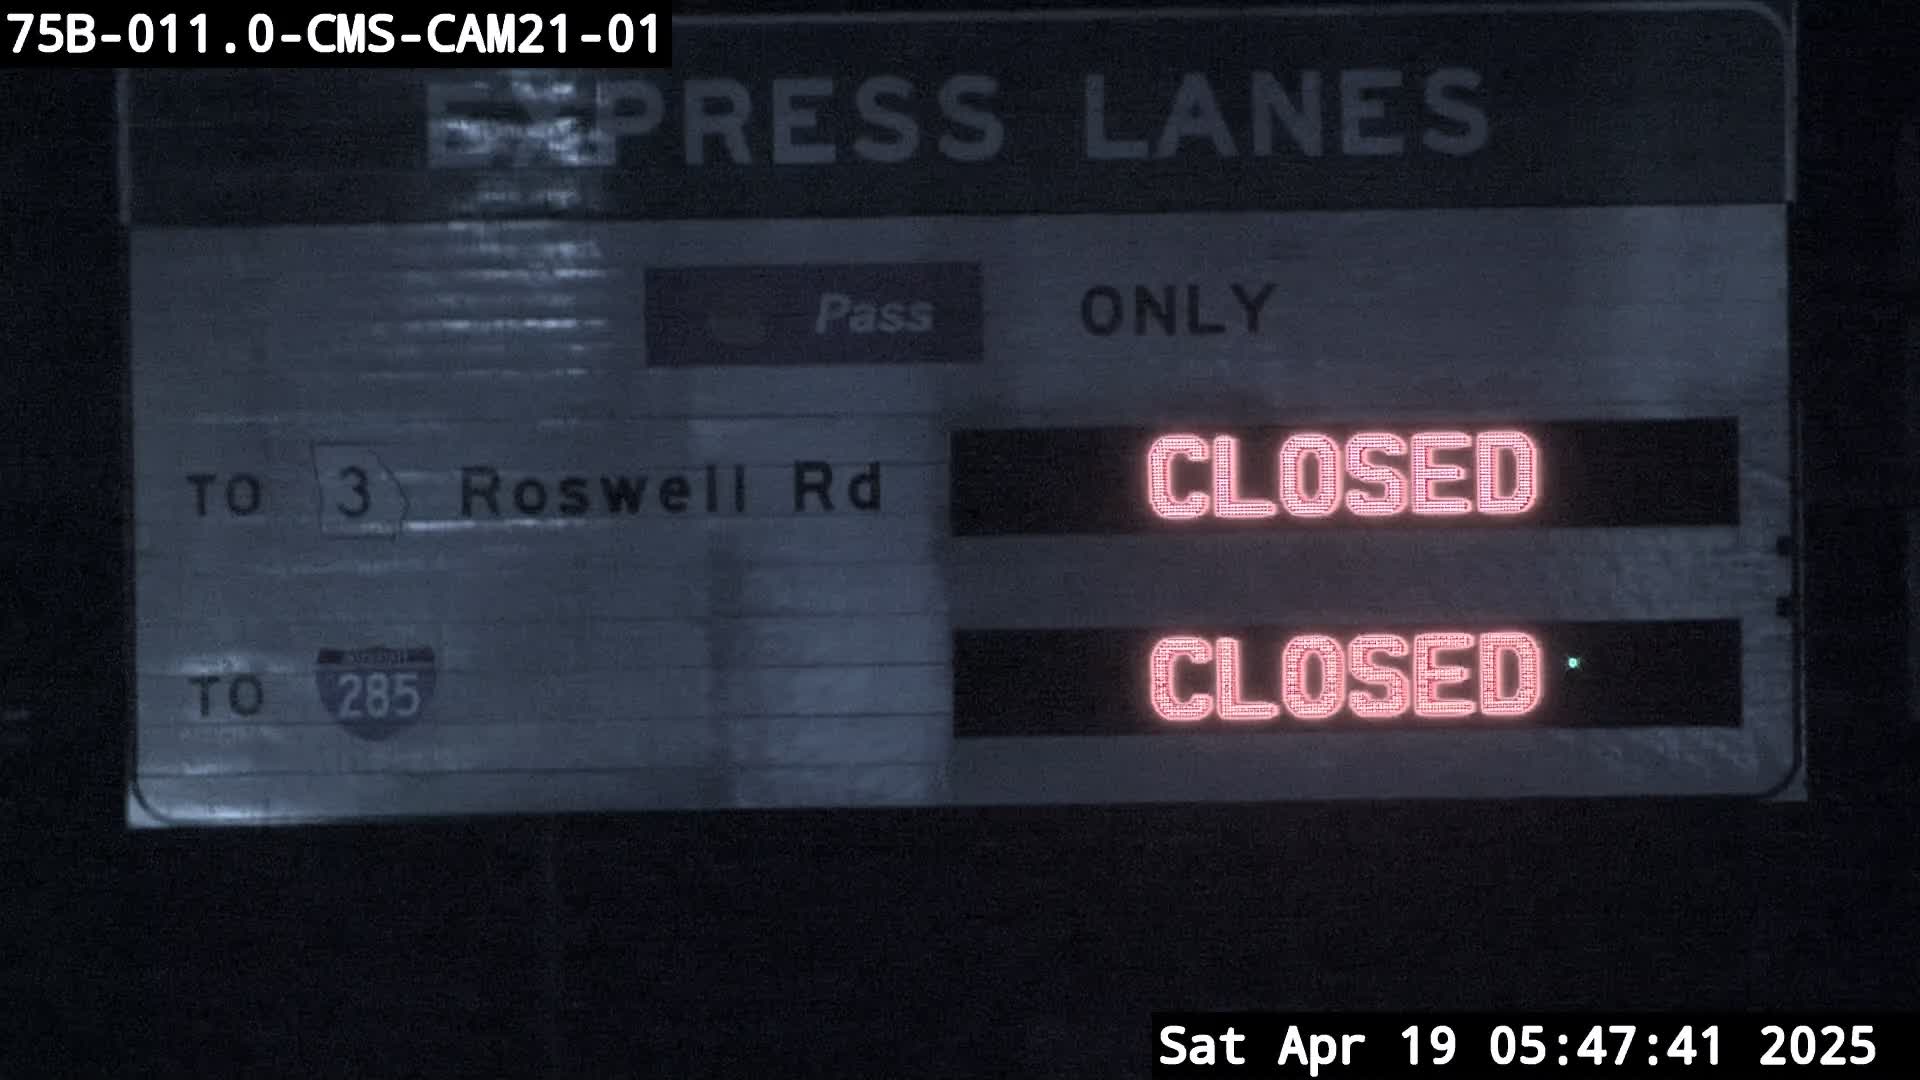 75B-011.0-CMS-CAM21-01
EXPRESS LANES
Pass ONLY
TO 3 Roswell Rd CLOSED
TO 285 CLOSED
Sat Apr 19 05:47:41 2025